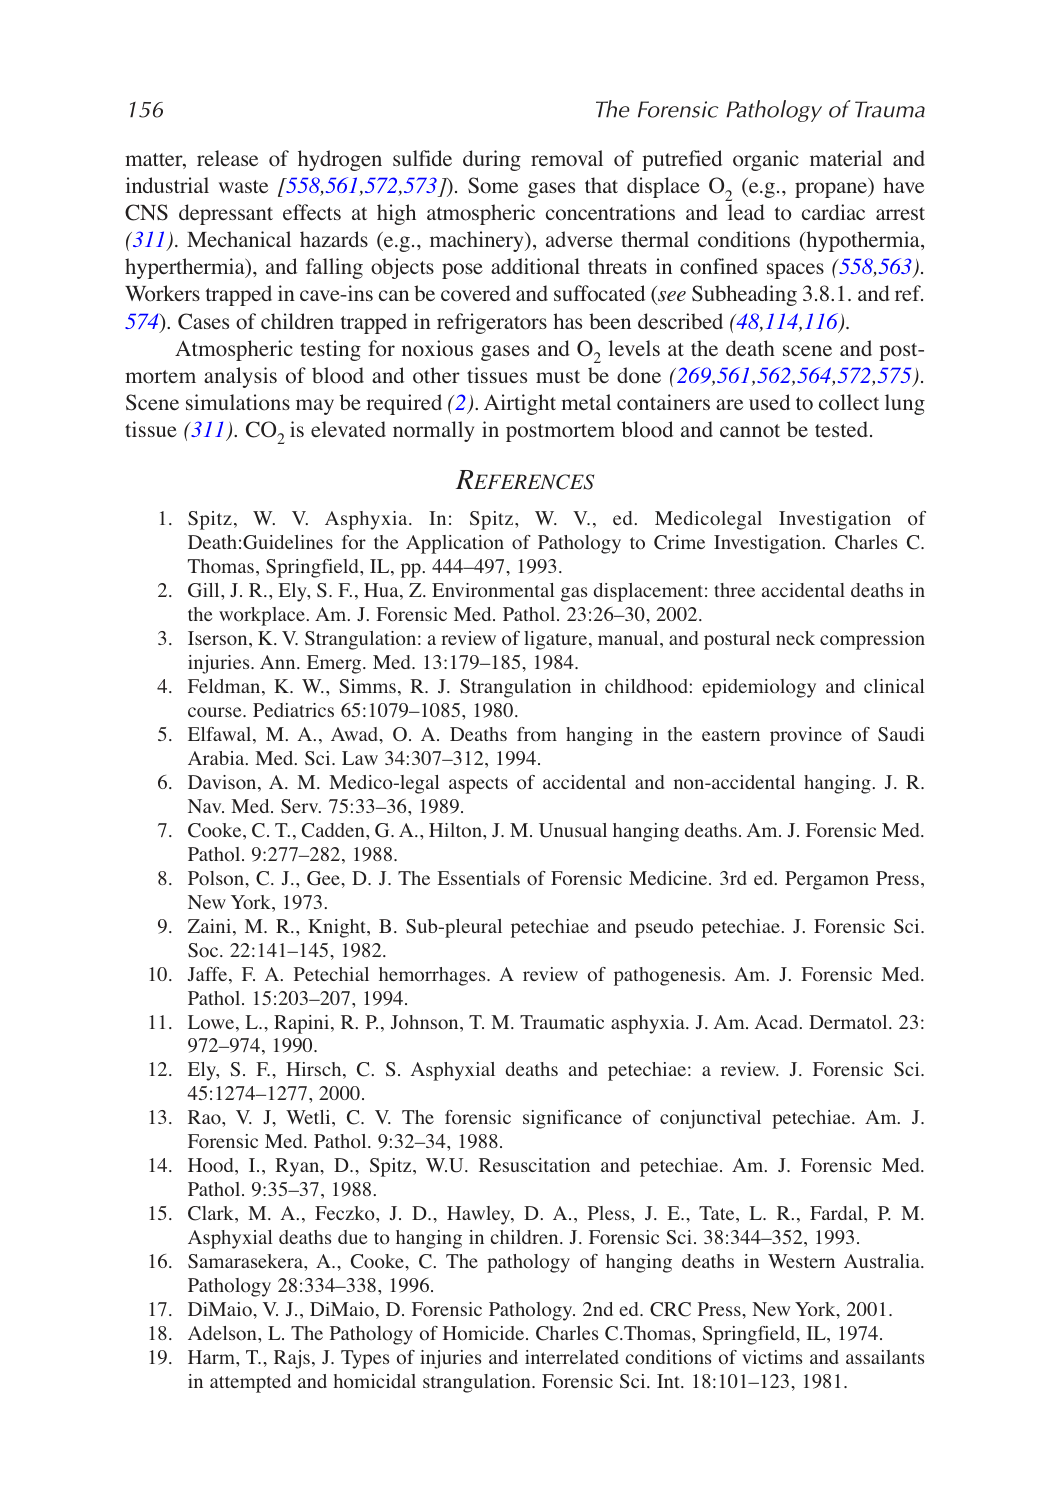 156 The Forensic Pathology of Trauma
matter, release of hydrogen sulfide during removal of putrefied organic material and
industrial waste [558,561,572,573]). Some gases that displace O2 (e.g., propane) have
CNS depressant effects at high atmospheric concentrations and lead to cardiac arrest
(311). Mechanical hazards (e.g., machinery), adverse thermal conditions (hypothermia,
hyperthermia), and falling objects pose additional threats in confined spaces (558,563).
Workers trapped in cave-ins can be covered and suffocated (see Subheading 3.8.1. and ref.
574). Cases of children trapped in refrigerators has been described (48,114,116).
Atmospheric testing for noxious gases and O2 levels at the death scene and post-
mortem analysis of blood and other tissues must be done (269,561,562,564,572,575).
Scene simulations may be required (2). Airtight metal containers are used to collect lung
tissue (311). CO2 is elevated normally in postmortem blood and cannot be tested.
REFERENCES
1. Spitz, W. V. Asphyxia. In: Spitz, W. V., ed. Medicolegal Investigation of
Death:Guidelines for the Application of Pathology to Crime Investigation. Charles C.
Thomas, Springfield, IL, pp. 444–497, 1993.
2. Gill, J. R., Ely, S. F., Hua, Z. Environmental gas displacement: three accidental deaths in
the workplace. Am. J. Forensic Med. Pathol. 23:26–30, 2002.
3. Iserson, K. V. Strangulation: a review of ligature, manual, and postural neck compression
injuries. Ann. Emerg. Med. 13:179–185, 1984.
4. Feldman, K. W., Simms, R. J. Strangulation in childhood: epidemiology and clinical
course. Pediatrics 65:1079–1085, 1980.
5. Elfawal, M. A., Awad, O. A. Deaths from hanging in the eastern province of Saudi
Arabia. Med. Sci. Law 34:307–312, 1994.
6. Davison, A. M. Medico-legal aspects of accidental and non-accidental hanging. J. R.
Nav. Med. Serv. 75:33–36, 1989.
7. Cooke, C. T., Cadden, G. A., Hilton, J. M. Unusual hanging deaths. Am. J. Forensic Med.
Pathol. 9:277–282, 1988.
8. Polson, C. J., Gee, D. J. The Essentials of Forensic Medicine. 3rd ed. Pergamon Press,
New York, 1973.
9. Zaini, M. R., Knight, B. Sub-pleural petechiae and pseudo petechiae. J. Forensic Sci.
Soc. 22:141–145, 1982.
10. Jaffe, F. A. Petechial hemorrhages. A review of pathogenesis. Am. J. Forensic Med.
Pathol. 15:203–207, 1994.
11. Lowe, L., Rapini, R. P., Johnson, T. M. Traumatic asphyxia. J. Am. Acad. Dermatol. 23:
972–974, 1990.
12. Ely, S. F., Hirsch, C. S. Asphyxial deaths and petechiae: a review. J. Forensic Sci.
45:1274–1277, 2000.
13. Rao, V. J, Wetli, C. V. The forensic significance of conjunctival petechiae. Am. J.
Forensic Med. Pathol. 9:32–34, 1988.
14. Hood, I., Ryan, D., Spitz, W.U. Resuscitation and petechiae. Am. J. Forensic Med.
Pathol. 9:35–37, 1988.
15. Clark, M. A., Feczko, J. D., Hawley, D. A., Pless, J. E., Tate, L. R., Fardal, P. M.
Asphyxial deaths due to hanging in children. J. Forensic Sci. 38:344–352, 1993.
16. Samarasekera, A., Cooke, C. The pathology of hanging deaths in Western Australia.
Pathology 28:334–338, 1996.
17. DiMaio, V. J., DiMaio, D. Forensic Pathology. 2nd ed. CRC Press, New York, 2001.
18. Adelson, L. The Pathology of Homicide. Charles C.Thomas, Springfield, IL, 1974.
19. Harm, T., Rajs, J. Types of injuries and interrelated conditions of victims and assailants
in attempted and homicidal strangulation. Forensic Sci. Int. 18:101–123, 1981.